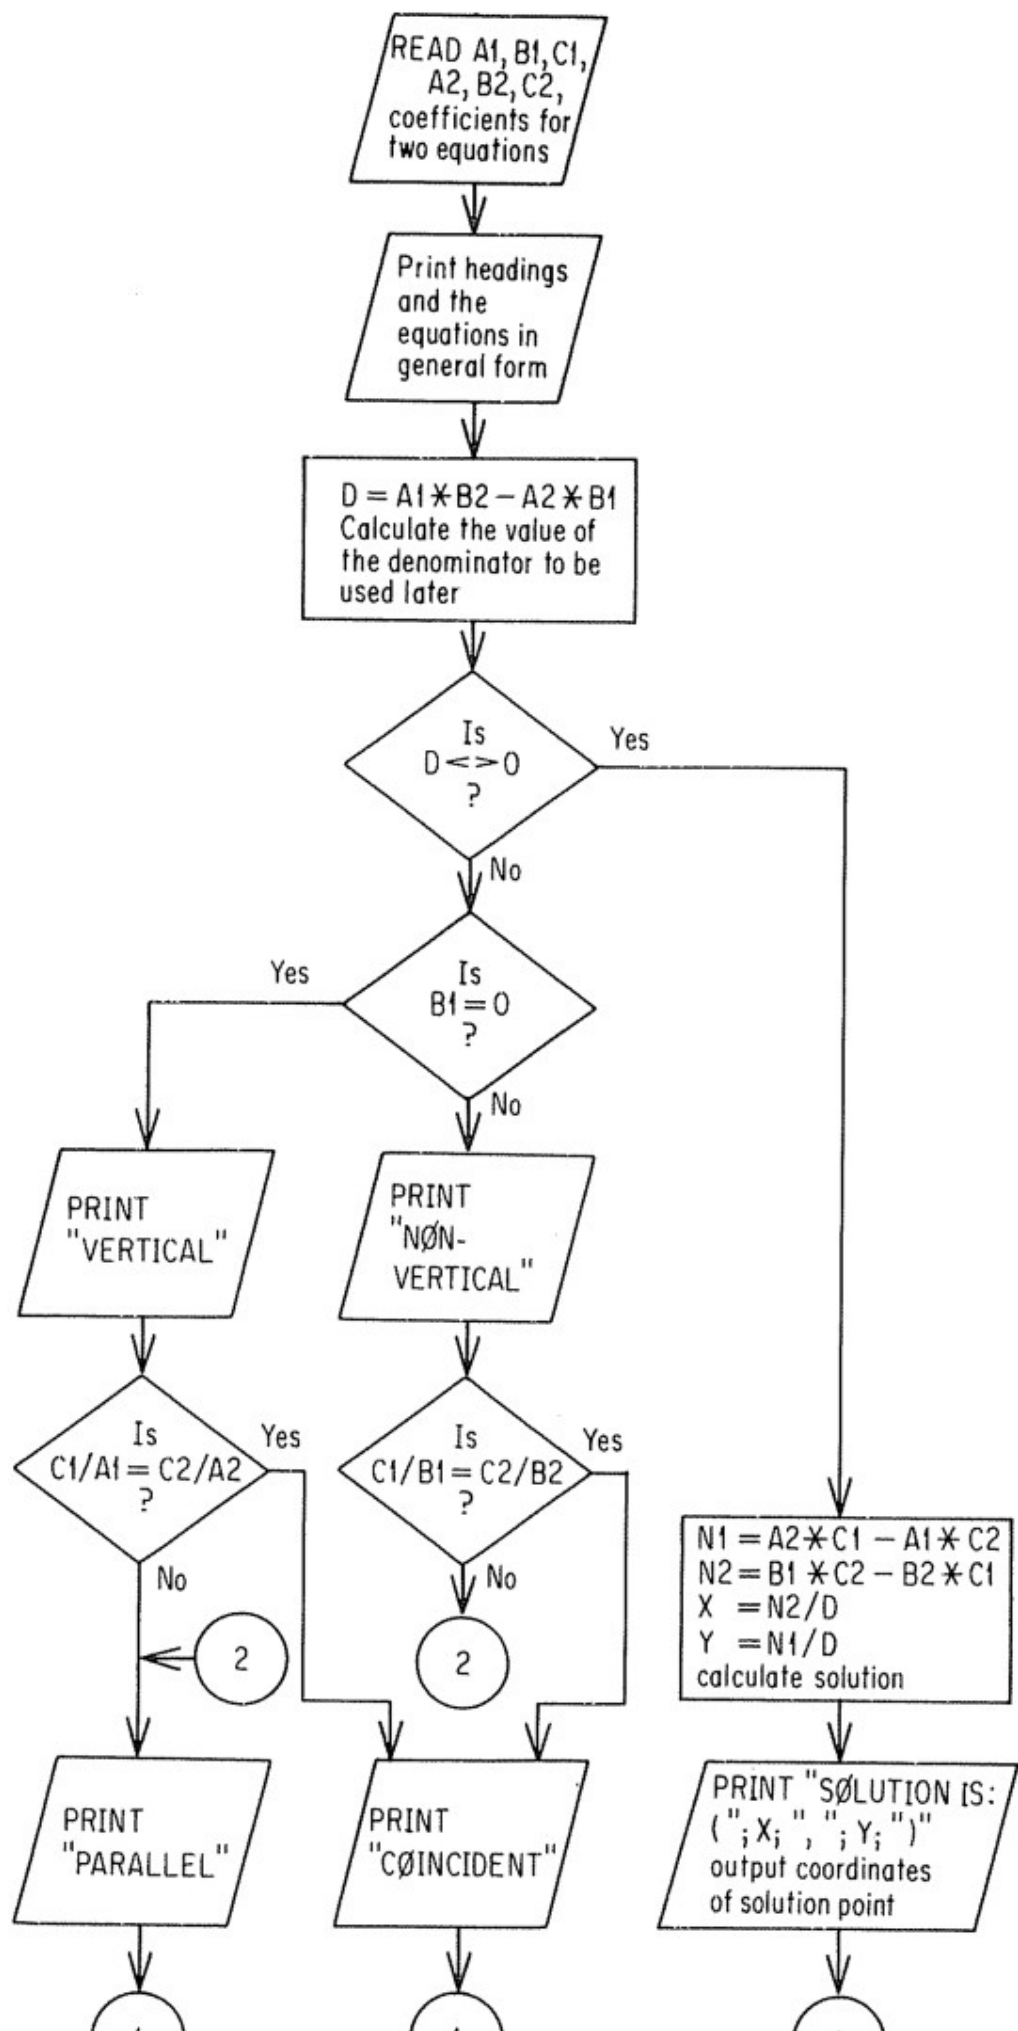 READ A1, B1, C1,
A2, B2, C2,
coefficients for
two equations
Print headings
and the
equations in
general form
D = A1 * B2 - A2 * B1
Calculate the value of
the denominator to be
used later
Is
D <> 0
?
Yes
No
Is
B1 = 0
?
Yes
No
PRINT
"VERTICAL"
PRINT
"NØN-
VERTICAL"
Is
C1/A1 = C2/A2
?
Yes
No
Is
C1/B1 = C2/B2
?
Yes
No
2
2
N1 = A2 * C1 - A1 * C2
N2 = B1 * C2 - B2 * C1
X = N2/D
Y = N1/D
calculate solution
PRINT
"PARALLEL"
PRINT
"CØINCIDENT"
PRINT "SØLUTION IS:
("; X; ", "; Y; ")"
output coordinates
of solution point